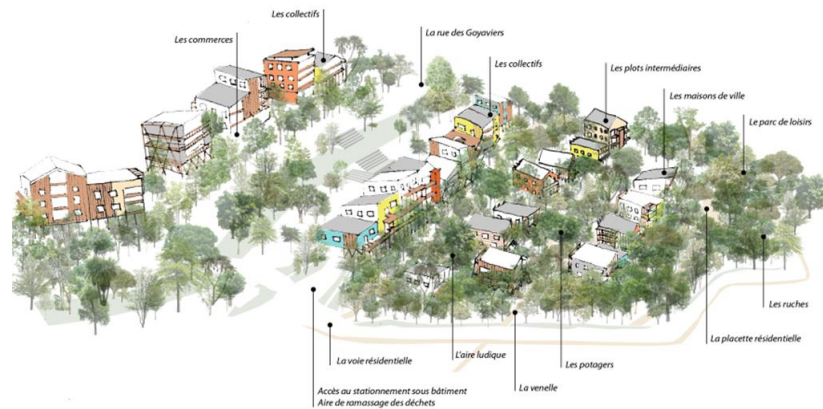 Les collectifs
Les commerces
La rue des Goyaviers
Les collectifs
Les plots intermédiaires
Les maisons de ville
Le parc de loisirs
Les ruches
La placette résidentielle
La voie résidentielle
L'aire ludique
Les potagers
La venelle
Accès au stationnement sous bâtiment
Aire de ramassage des déchets